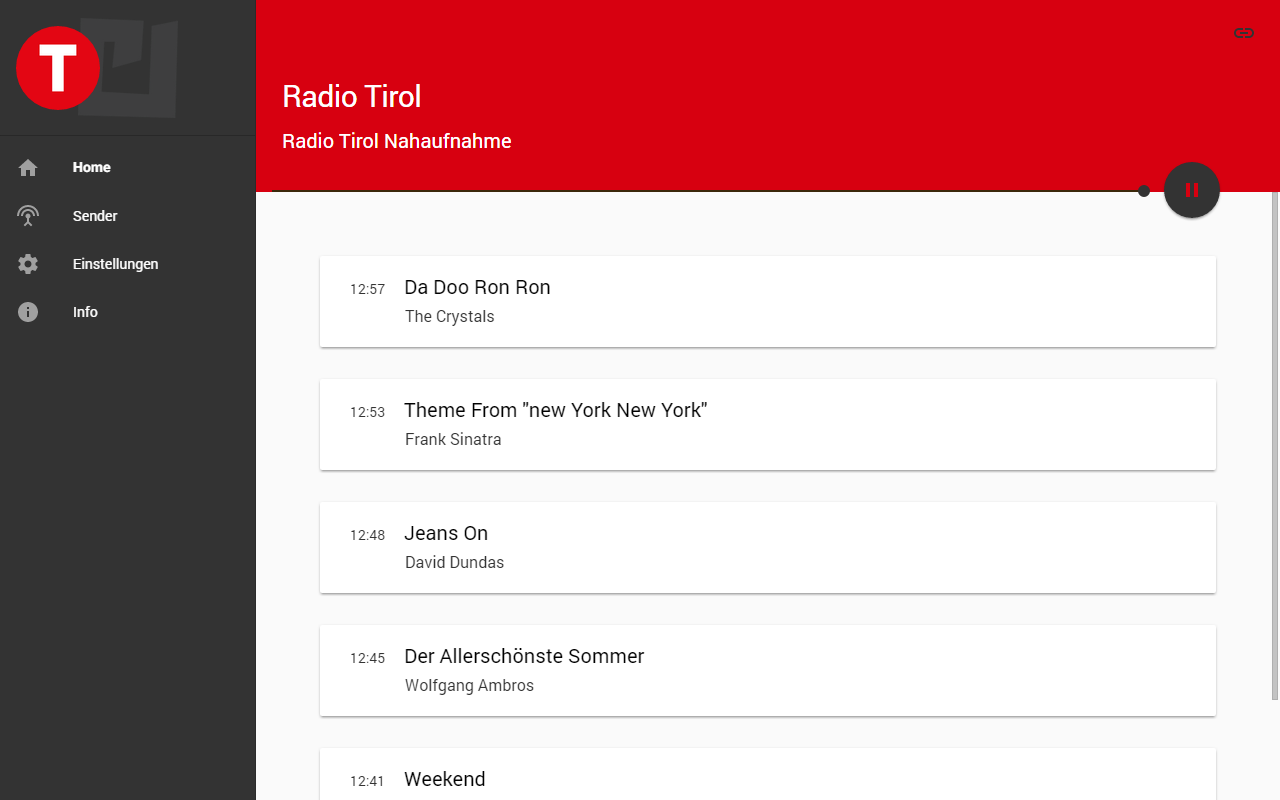 T
Home
Sender
Einstellungen
Info
Radio Tirol
Radio Tirol Nahaufnahme
12:57 Da Doo Ron Ron
The Crystals
12:53 Theme From "new York New York"
Frank Sinatra
12:48 Jeans On
David Dundas
12:45 Der Allerschönste Sommer
Wolfgang Ambros
12:41 Weekend